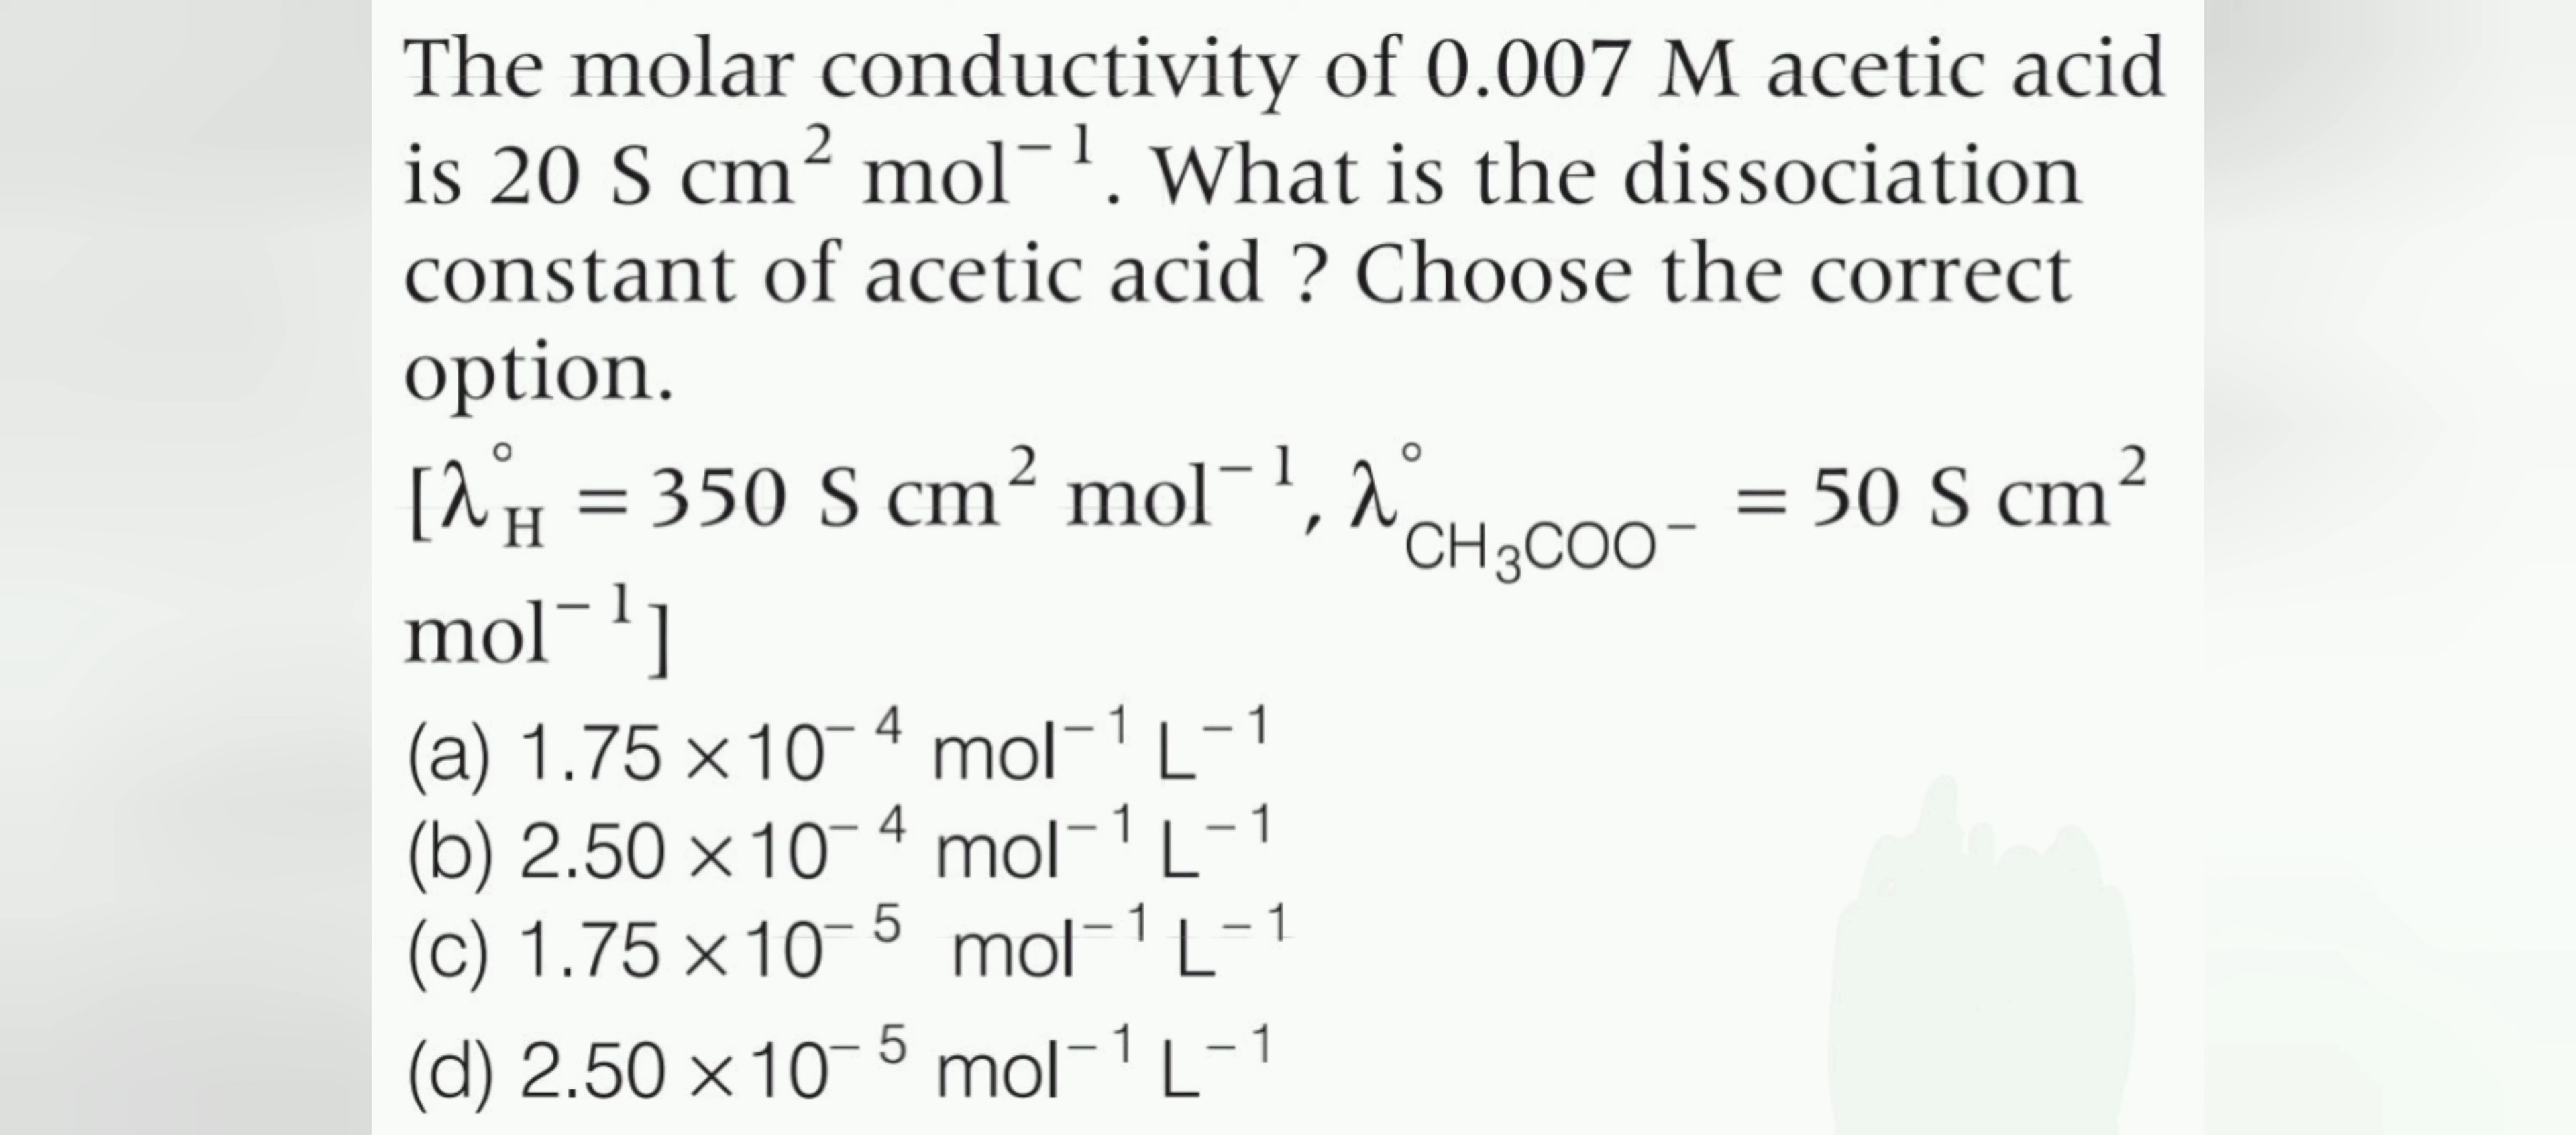 The molar conductivity of 0.007 M acetic acid
is 20 S cm² mol⁻¹. What is the dissociation
constant of acetic acid ? Choose the correct
option.
[λ°H = 350 S cm² mol⁻¹, λ°CH₃COO⁻ = 50 S cm²
mol⁻¹]
(a) 1.75 ×10⁻⁴ mol⁻¹ L⁻¹
(b) 2.50 ×10⁻⁴ mol⁻¹ L⁻¹
(c) 1.75 ×10⁻⁵ mol⁻¹ L⁻¹
(d) 2.50 ×10⁻⁵ mol⁻¹ L⁻¹